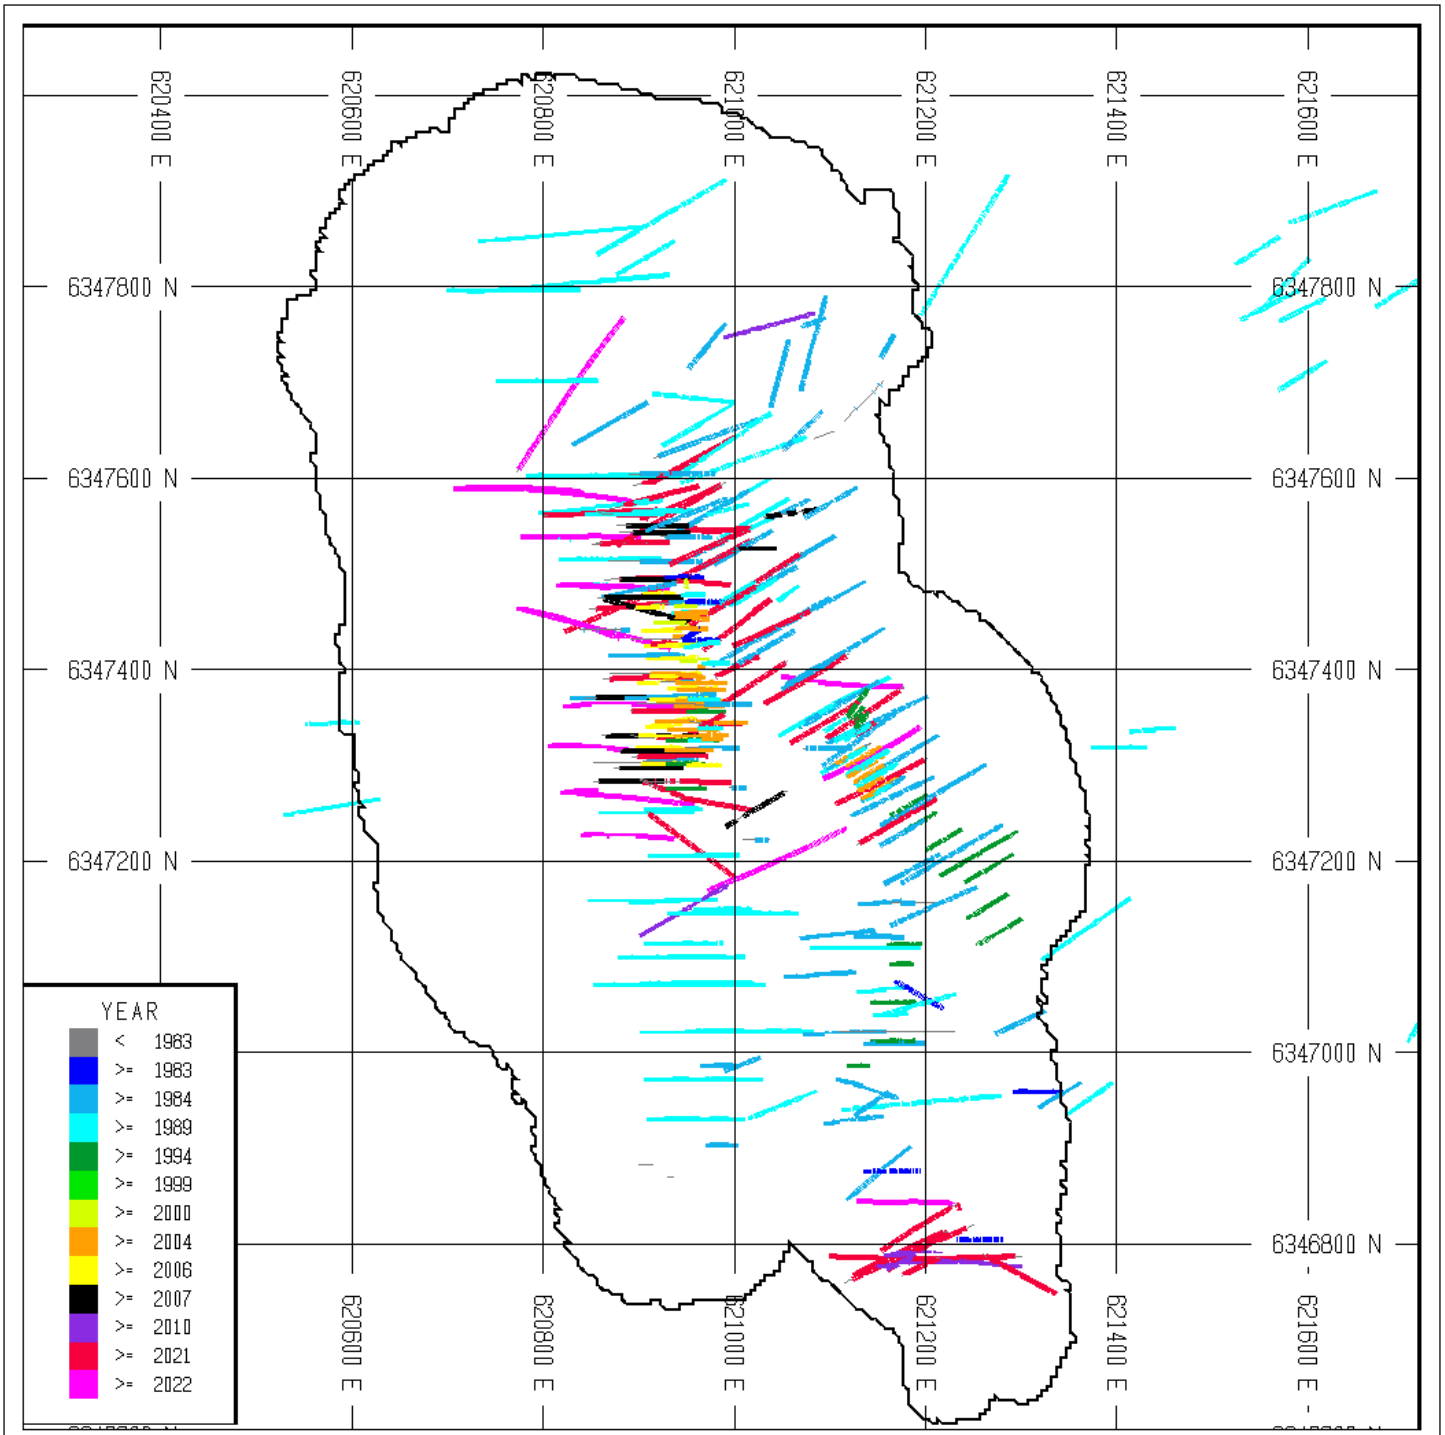 620400 E
620600 E
620800 E
621000 E
621200 E
621400 E
621600 E
6347800 N
6347800 N
6347600 N
6347600 N
6347400 N
6347400 N
6347200 N
6347200 N
6347000 N
6346800 N
YEAR
< 1963
>= 1963
>= 1984
>= 1989
>= 1994
>= 1999
>= 2000
>= 2004
>= 2006
>= 2007
>= 2010
>= 2021
>= 2022
620600 E
620800 E
621000 E
621200 E
621400 E
621600 E